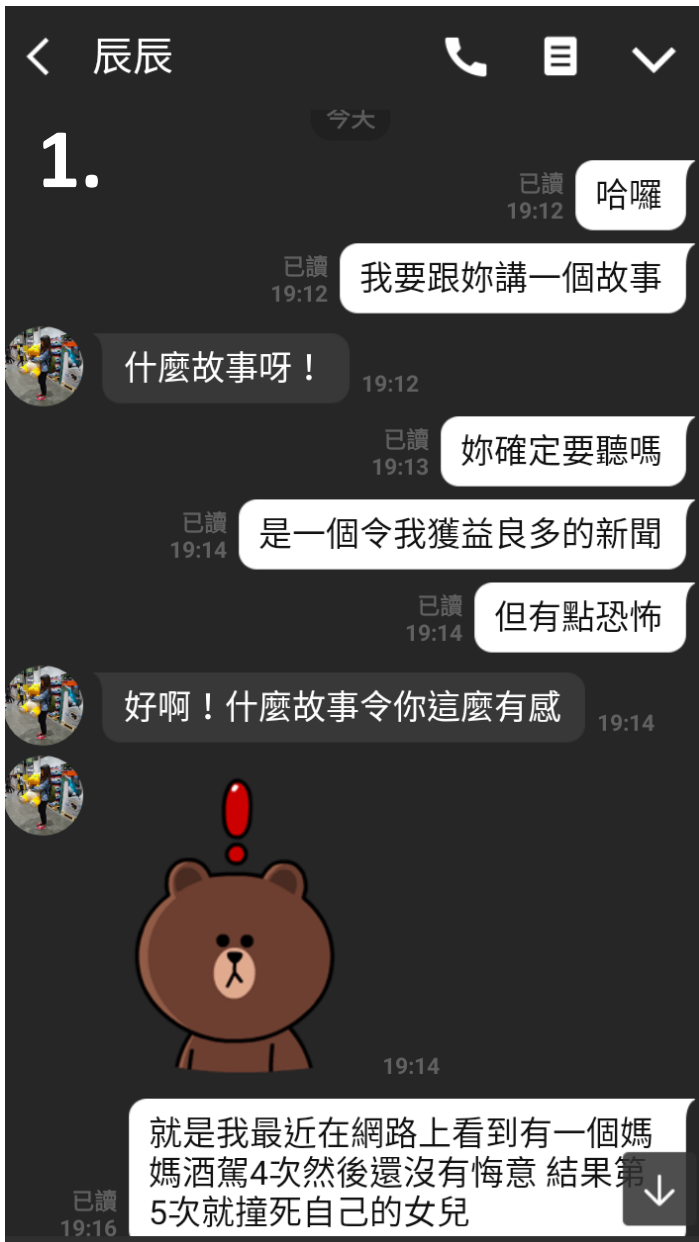 辰辰
今天
1.
哈囉
已讀
19:12
我要跟妳講一個故事
已讀
19:12
什麼故事呀！
19:12
妳確定要聽嗎
已讀
19:13
是一個令我獲益良多的新聞
已讀
19:14
但有點恐怖
已讀
19:14
好啊！什麼故事令你這麼有感
19:14
19:14
就是我最近在網路上看到有一個媽
媽酒駕4次然後還沒有悔意 結果第
5次就撞死自己的女兒
已讀
19:16